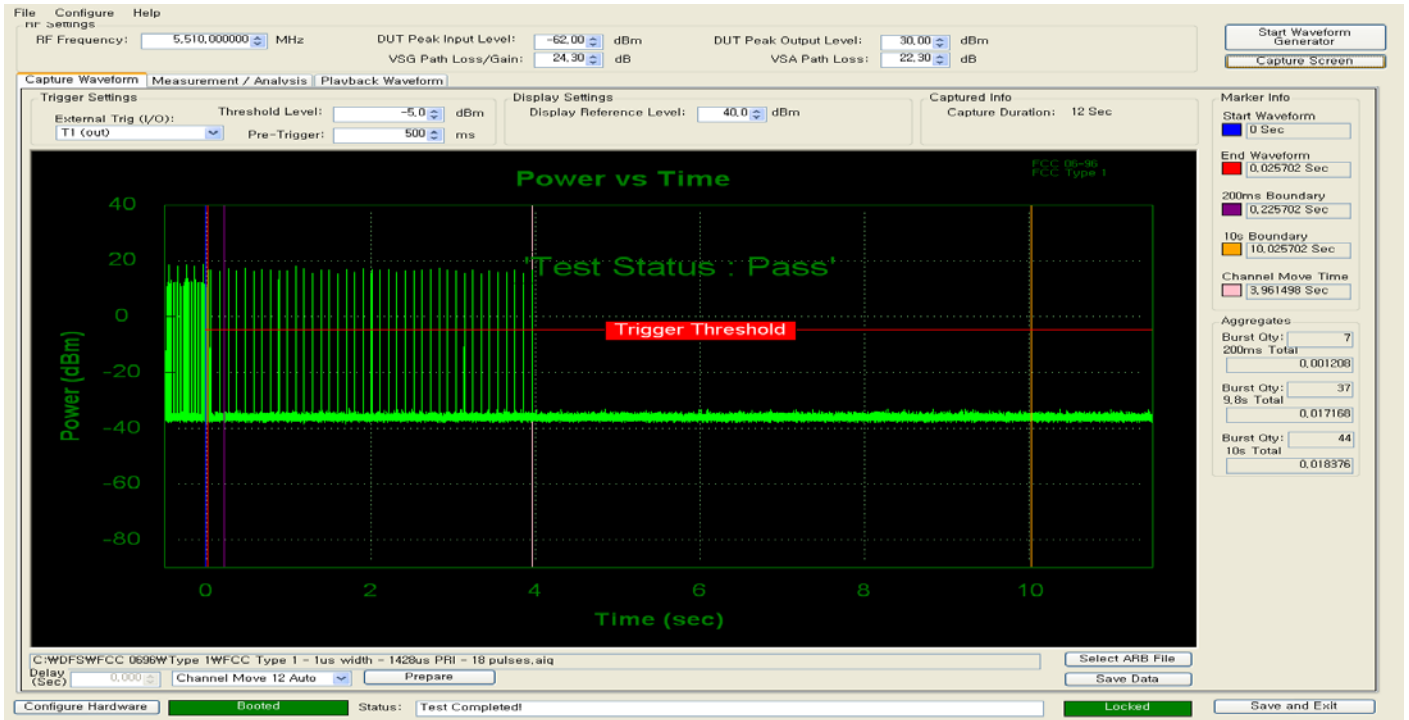 File Configure Help
RF Settings
RF Frequency: 5,510,000000 MHz DUT Peak Input Level: -62,00 dBm DUT Peak Output Level: 30,00 dBm
VSG Path Loss/Gain: 24,30 dB VSA Path Loss: 22,30 dB
Start Waveform Generator
Capture Screen
Capture Waveform Measurement / Analysis Playback Waveform
Trigger Settings
External Trig (I/O):
T1 (out)
Threshold Level: -5,0 dBm
Pre-Trigger: 500 ms
Display Settings
Display Reference Level: 40,0 dBm
Captured Info
Capture Duration: 12 Sec
Marker Info
Start Waveform
0 Sec
End Waveform
0,025702 Sec
200ms Boundary
0,225702 Sec
10s Boundary
10,025702 Sec
Channel Move Time
3,961498 Sec
Aggregates
Burst Qty: 7
200ms Total
0,001208
Burst Qty: 37
9,8s Total
0,017168
Burst Qty: 44
10s Total
0,018376
FCC 06-96
FCC Type 1
Power vs Time
'Test Status : Pass'
Trigger Threshold
Power (dBm)
40
20
0
-20
-40
-60
-80
0 2 4 6 8 10
Time (sec)
C:₩DFS₩FCC 0696₩Type 1₩FCC Type 1 - 1us width - 1428us PRI - 18 pulses,aiq
Select ARB File
Delay (Sec) 0,000 Channel Move 12 Auto Prepare
Save Data
Configure Hardware Booted Status: Test Completed! Locked Save and Exit